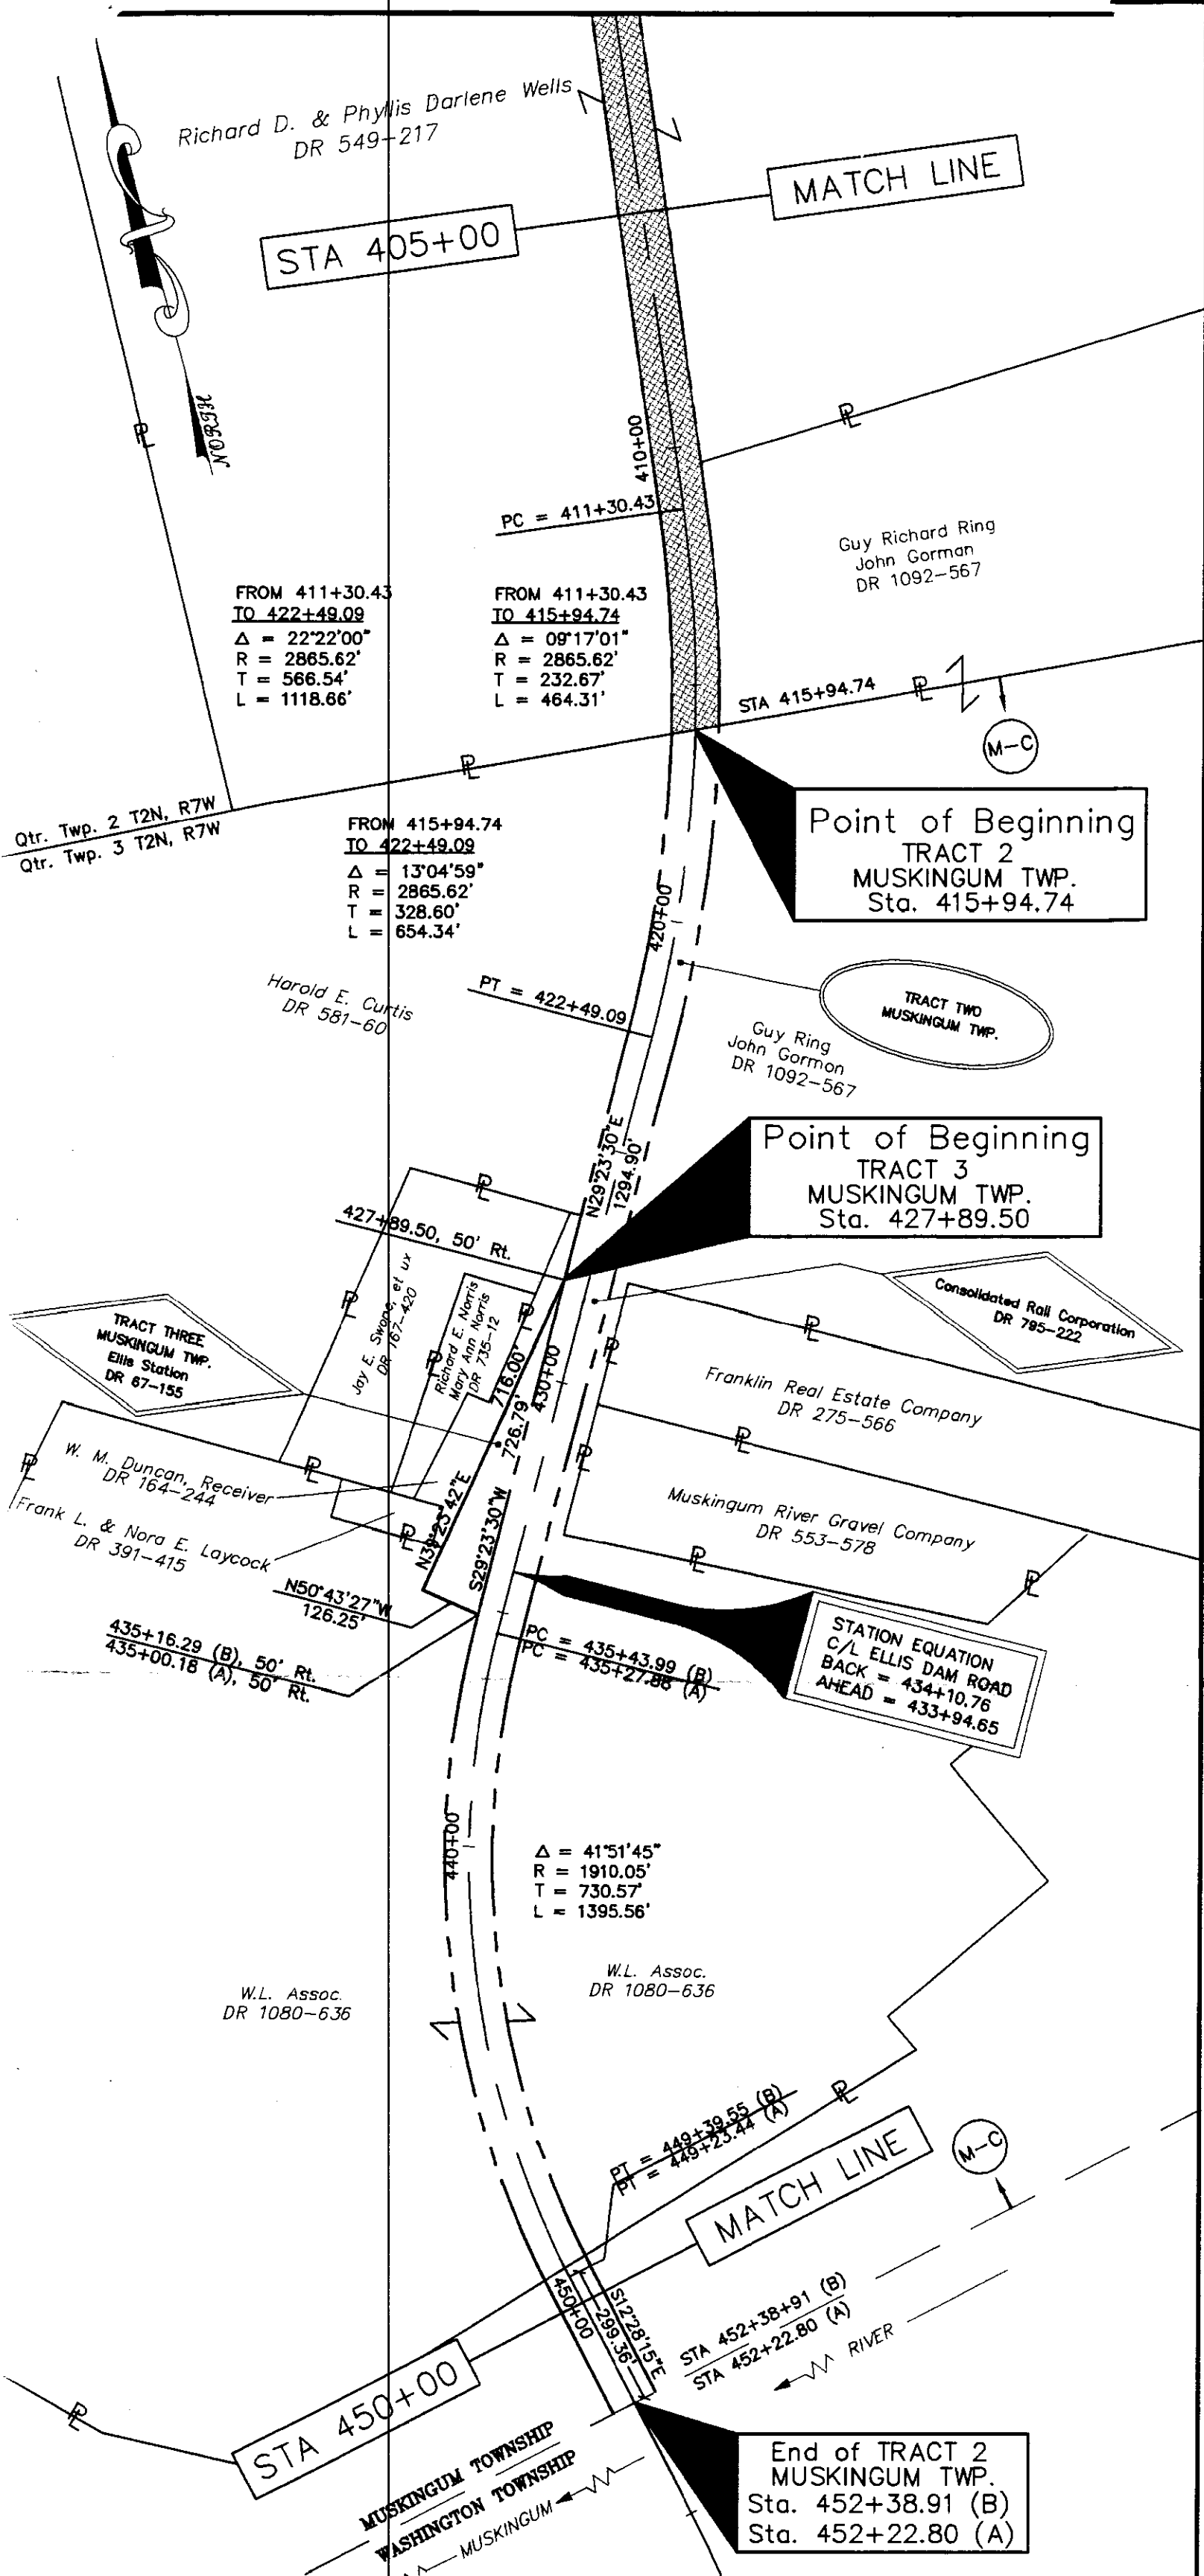 Richard D. & Phyllis Darlene Wells
DR 549-217
MATCH LINE
STA 405+00
NORTH
410+00
PC = 411+30.43
Guy Richard Ring
John Gorman
DR 1092-567
FROM 411+30.43
TO 422+49.09
Δ = 22°22'00"
R = 2865.62'
T = 566.54'
L = 1118.66'
FROM 411+30.43
TO 415+94.74
Δ = 09°17'01"
R = 2865.62'
T = 232.67'
L = 464.31'
STA 415+94.74
M-C
Qtr. Twp. 2 T2N, R7W
Qtr. Twp. 3 T2N, R7W
FROM 415+94.74
TO 422+49.09
Δ = 13°04'59"
R = 2865.62'
T = 328.60'
L = 654.34'
Point of Beginning
TRACT 2
MUSKINGUM TWP.
Sta. 415+94.74
420+00
Harold E. Curtis
DR 581-60
PT = 422+49.09
TRACT TWO
MUSKINGUM TWP.
Guy Ring
John Gormon
DR 1092-567
N29°23'30"E
1294.90'
Point of Beginning
TRACT 3
MUSKINGUM TWP.
Sta. 427+89.50
427+89.50, 50' Rt.
Jay E. Swope, et ux
DR 167-420
Richard E. Norris
Mary Ann Norris
DR 735-12
Consolidated Rail Corporation
DR 795-222
TRACT THREE
MUSKINGUM TWP.
Ellis Station
DR 67-155
716.00'
726.79'
430+00
Franklin Real Estate Company
DR 275-566
W. M. Duncan, Receiver
DR 164-244
N39°23'42"E
S29°23'30"W
Muskingum River Gravel Company
DR 553-578
Frank L. & Nora E. Laycock
DR 391-415
N50°43'27"W
126.25'
435+16.29 (B), 50' Rt.
435+00.18 (A), 50' Rt.
PC = 435+43.99 (B)
PC = 435+27.88 (A)
STATION EQUATION
C/L ELLIS DAM ROAD
BACK = 434+10.76
AHEAD = 433+94.65
440+00
Δ = 41°51'45"
R = 1910.05'
T = 730.57'
L = 1395.56'
W.L. Assoc.
DR 1080-636
W.L. Assoc.
DR 1080-636
PT = 449+39.55 (B)
PT = 449+23.44 (A)
MATCH LINE
M-C
450+00
299.36'
S12°28'15"E
STA 452+38+91 (B)
STA 452+22.80 (A)
RIVER
STA 450+00
MUSKINGUM TOWNSHIP
WASHINGTON TOWNSHIP
MUSKINGUM
End of TRACT 2
MUSKINGUM TWP.
Sta. 452+38.91 (B)
Sta. 452+22.80 (A)